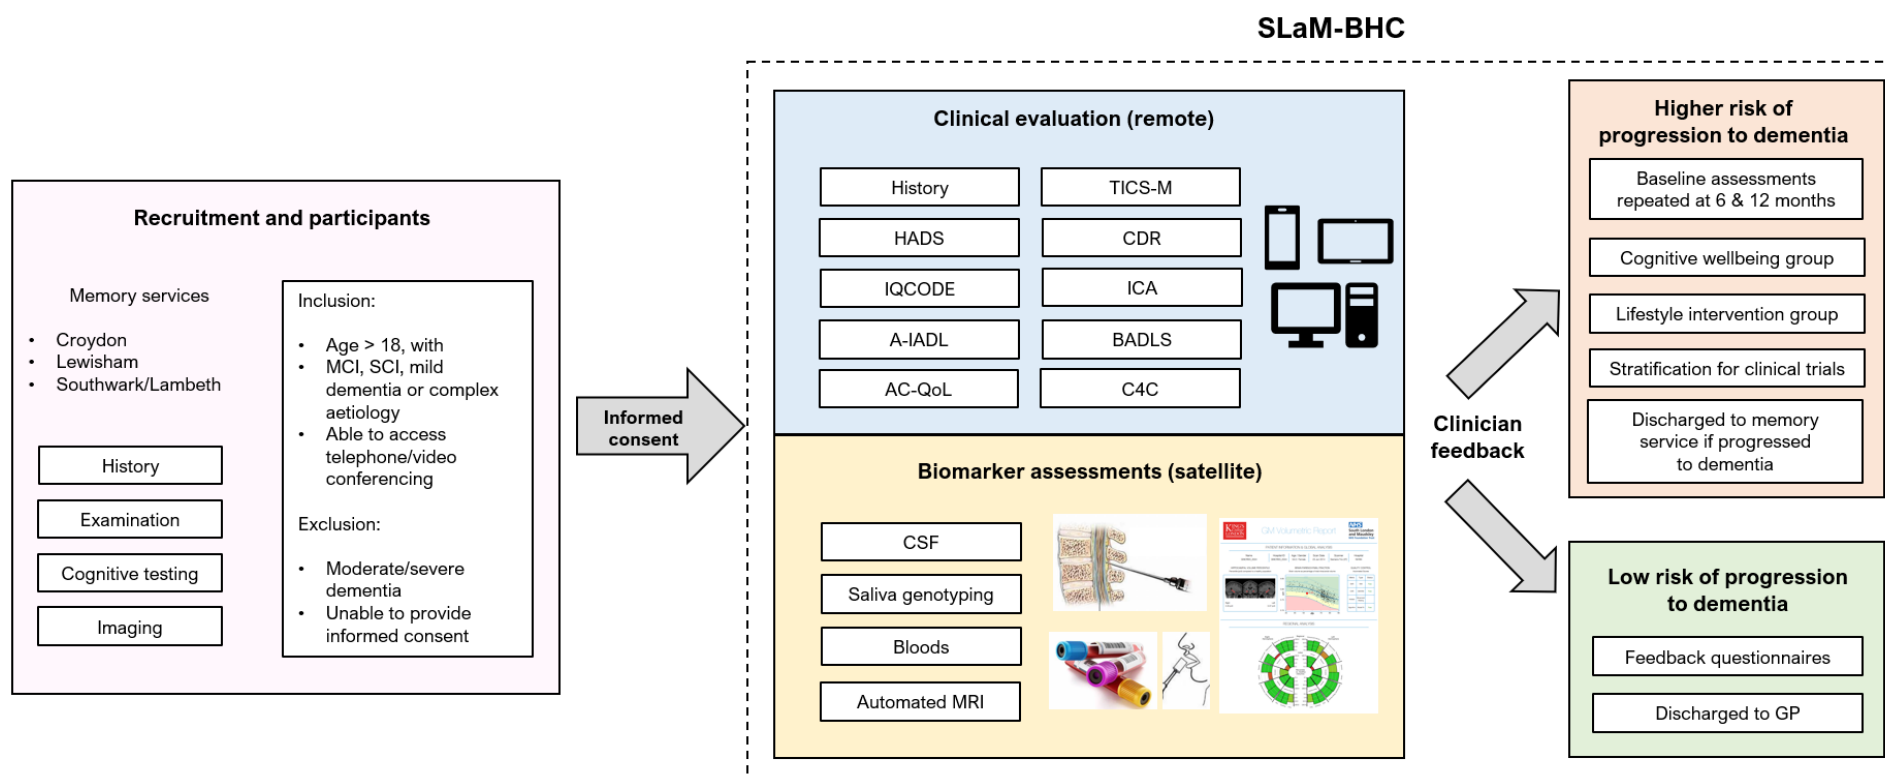 SLaM-BHC
Recruitment and participants
Memory services
• Croydon
• Lewisham
• Southwark/Lambeth
History
Examination
Cognitive testing
Imaging
Inclusion:
• Age > 18, with
• MCI, SCI, mild
dementia or complex
aetiology
• Able to access
telephone/video
conferencing
Exclusion:
• Moderate/severe
dementia
• Unable to provide
informed consent
Informed
consent
Clinical evaluation (remote)
History
TICS-M
HADS
CDR
IQCODE
ICA
A-IADL
BADLS
AC-QoL
C4C
Biomarker assessments (satellite)
CSF
Saliva genotyping
Bloods
Automated MRI
GM Volumetric Report
NHS
Clinician
feedback
Higher risk of
progression to dementia
Baseline assessments
repeated at 6 & 12 months
Cognitive wellbeing group
Lifestyle intervention group
Stratification for clinical trials
Discharged to memory
service if progressed
to dementia
Low risk of progression
to dementia
Feedback questionnaires
Discharged to GP